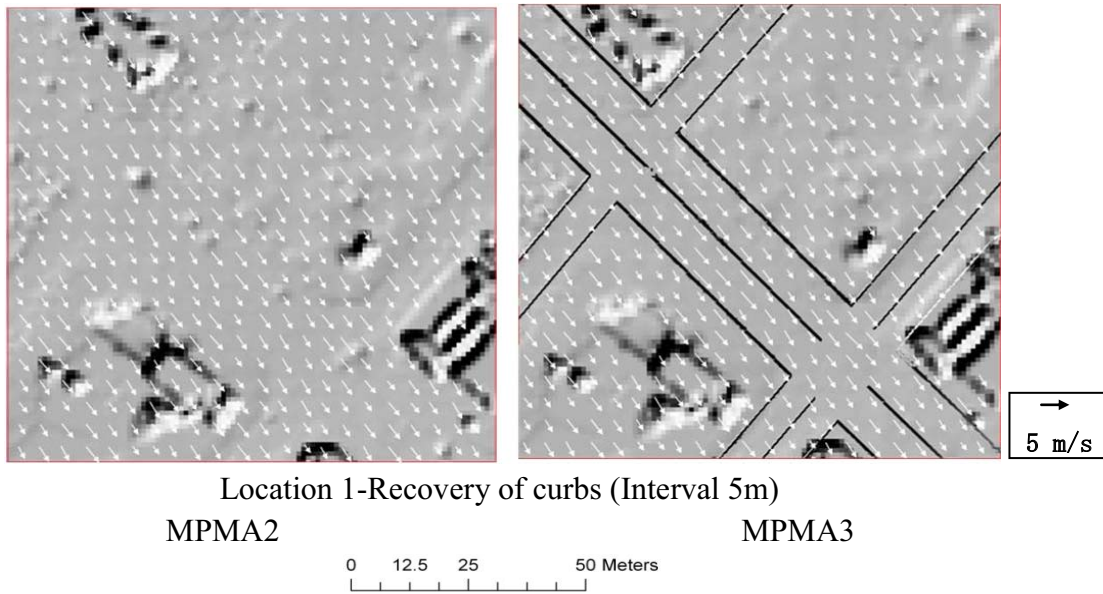 5 m/s
Location 1-Recovery of curbs (Interval 5m)
MPMA2 MPMA3
0 12.5 25 50 Meters